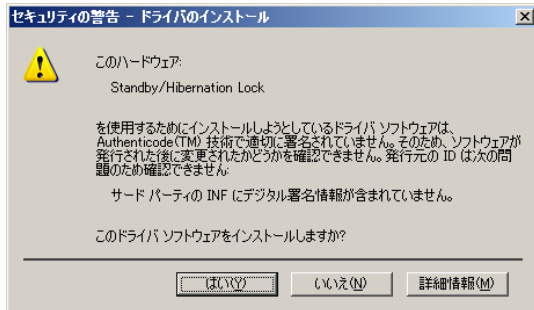 セキュリティの警告 - ドライバのインストール
このハードウェア:
Standby/Hibernation Lock
を使用するためにインストールしようとしているドライバ ソフトウェアは、
Authenticode(TM) 技術で適切に署名されていません。そのため、ソフトウェアが
発行された後に変更されたかどうかを確認できません。発行元の ID は次の問
題のため確認できません:
サード パーティの INF にデジタル署名情報が含まれていません。
このドライバ ソフトウェアをインストールしますか?
はい(Y) いいえ(N) 詳細情報(M)